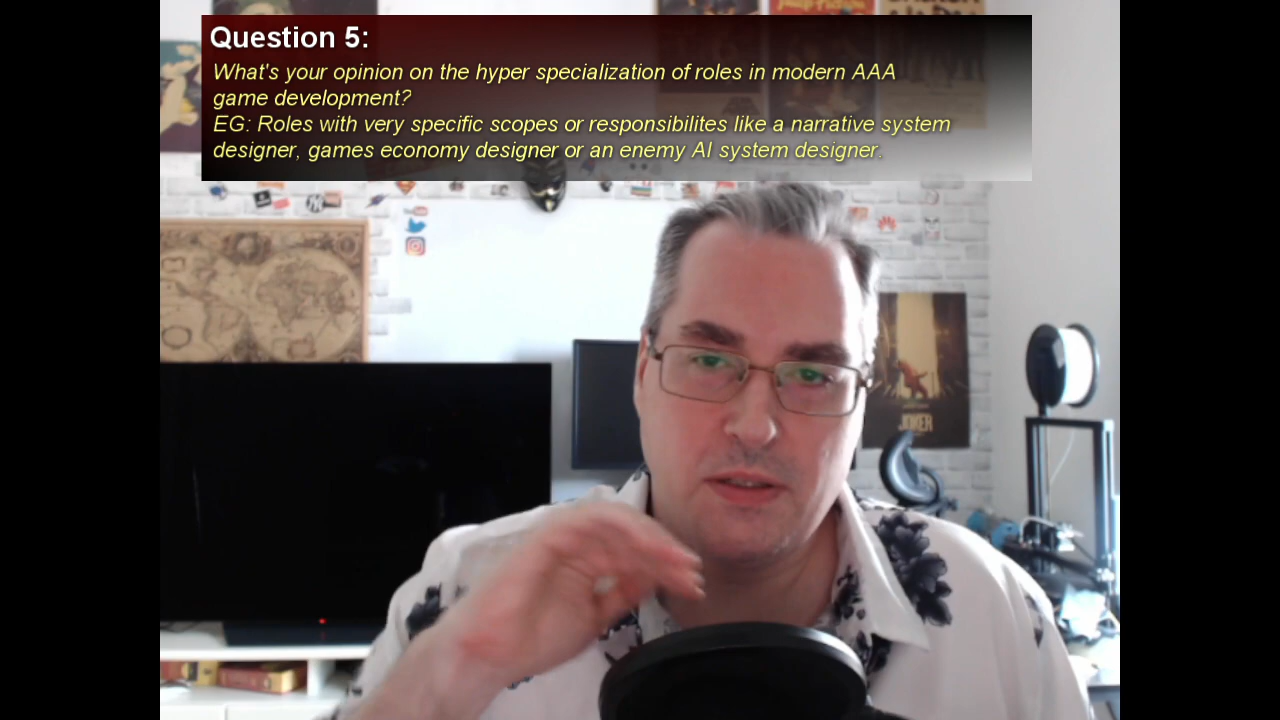 Question 5:
What's your opinion on the hyper specialization of roles in modern AAA
game development?
EG: Roles with very specific scopes or responsibilites like a narrative system
designer, games economy designer or an enemy AI system designer.
JOKER